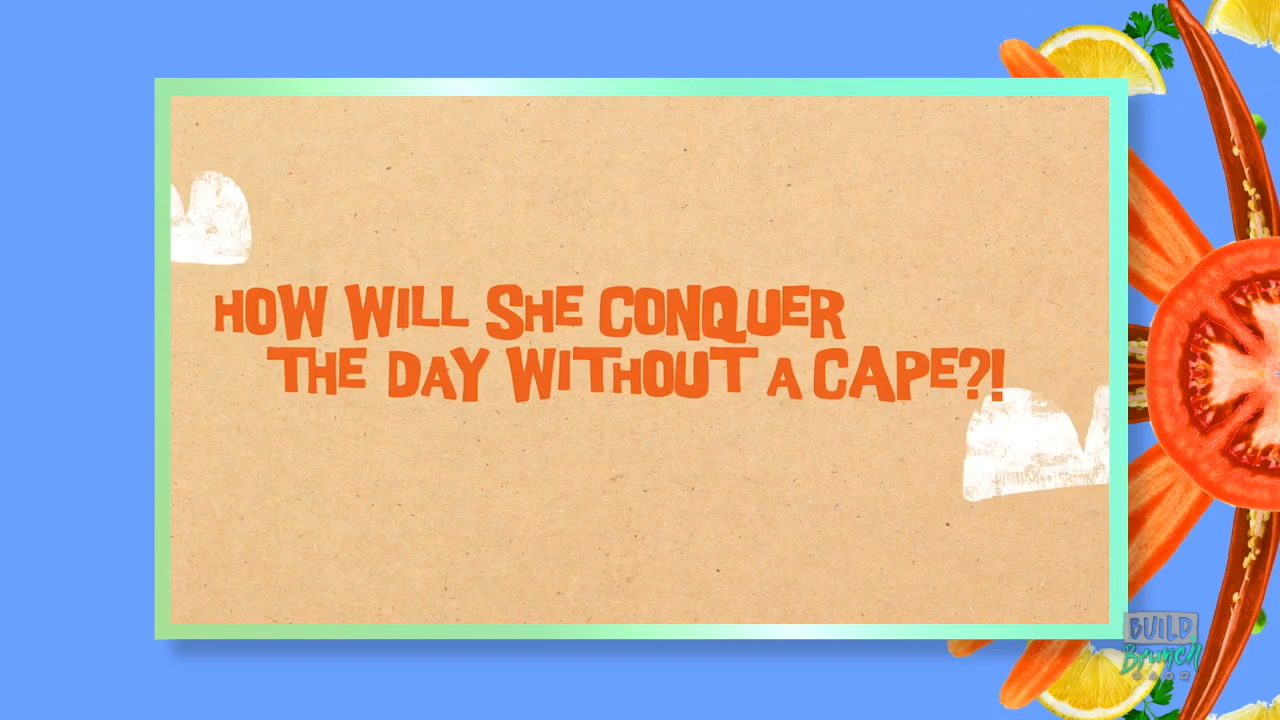 HOW WILL SHE CONQUER
THE DAY WITHOUT A CAPE?!
BUILD
Brunch